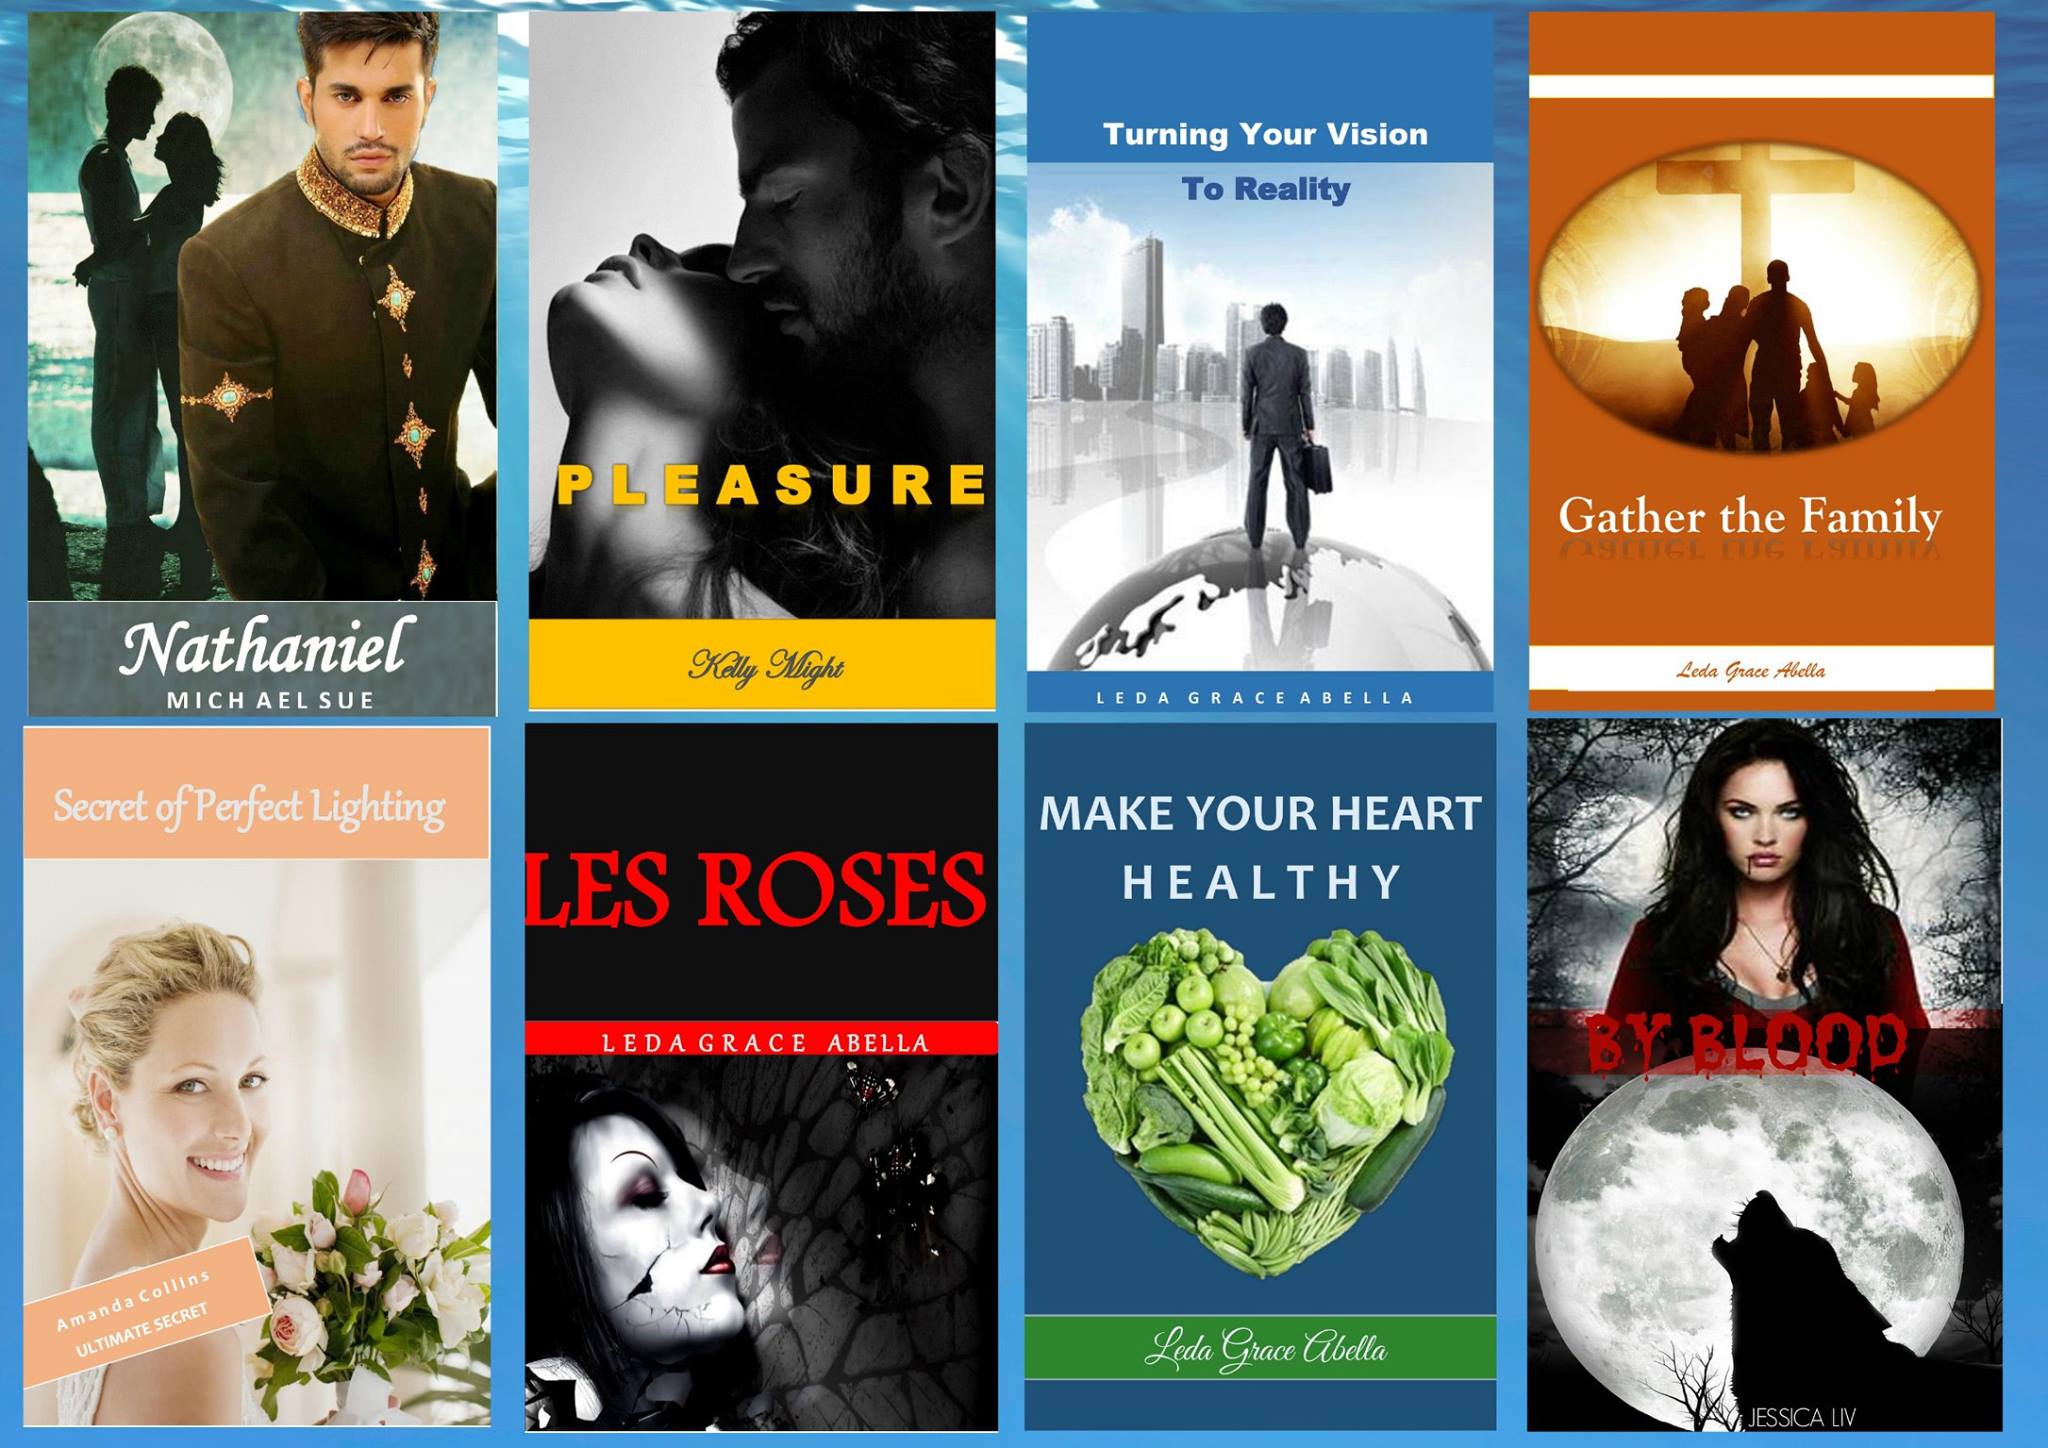 Nathaniel
MICHAEL SUE
PLEASURE
Kelly Might
Turning Your Vision
To Reality
LEDA GRACE ABELLA
Gather the Family
Leda Grace Abella
Secret of Perfect Lighting
Amanda CollIns
ULTIMATE SECRET
LES ROSES
LEDA GRACE ABELLA
MAKE YOUR HEART
HEALTHY
Leda Grace Abella
BY BLOOD
JESSICA LIV